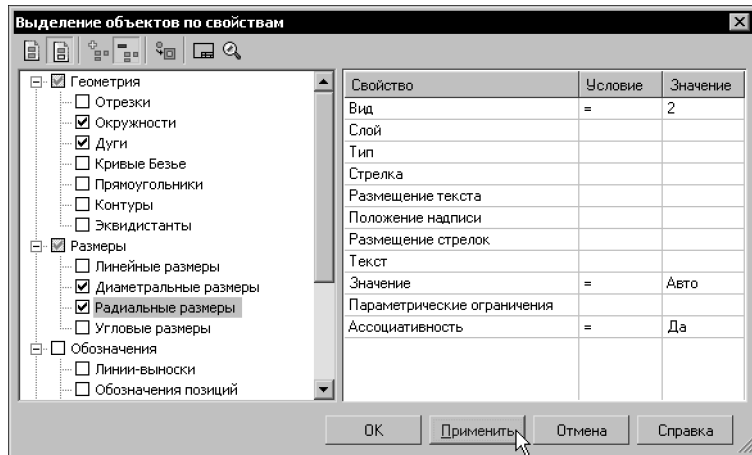 Выделение объектов по свойствам
Геометрия
Отрезки
Окружности
Дуги
Кривые Безье
Прямоугольники
Контуры
Эквидистанты
Размеры
Линейные размеры
Диаметральные размеры
Радиальные размеры
Угловые размеры
Обозначения
Линии-выноски
Обозначения позиций
Свойство Условие Значение
Вид = 2
Слой
Тип
Стрелка
Размещение текста
Положение надписи
Размещение стрелок
Текст
Значение = Авто
Параметрические ограничения
Ассоциативность = Да
OK Применить Отмена Справка